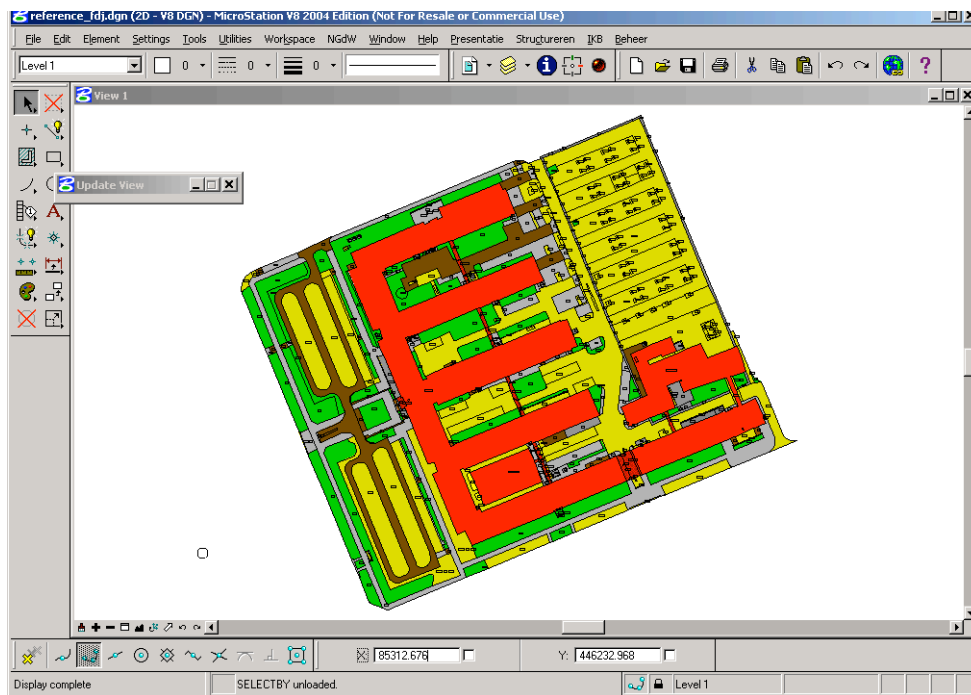 reference_fdj.dgn (2D - V8 DGN) - MicroStation V8 2004 Edition (Not For Resale or Commercial Use)
File Edit Element Settings Tools Utilities Workspace NGdW Window Help Presentatie Structureren IKB Beheer
Level 1 0 0 0
View 1
Update View
X: 85312.676 Y: 446232.968
Display complete SELECTBY unloaded. Level 1